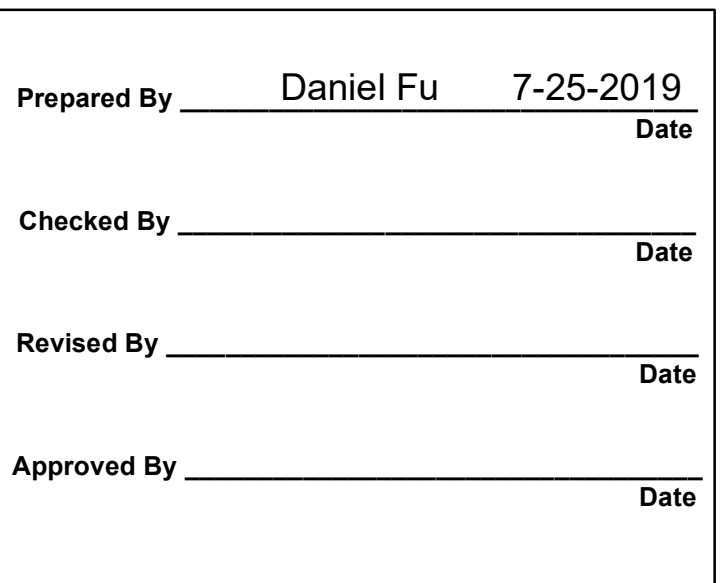 Prepared By Daniel Fu 7-25-2019
Date
Checked By
Date
Revised By
Date
Approved By
Date